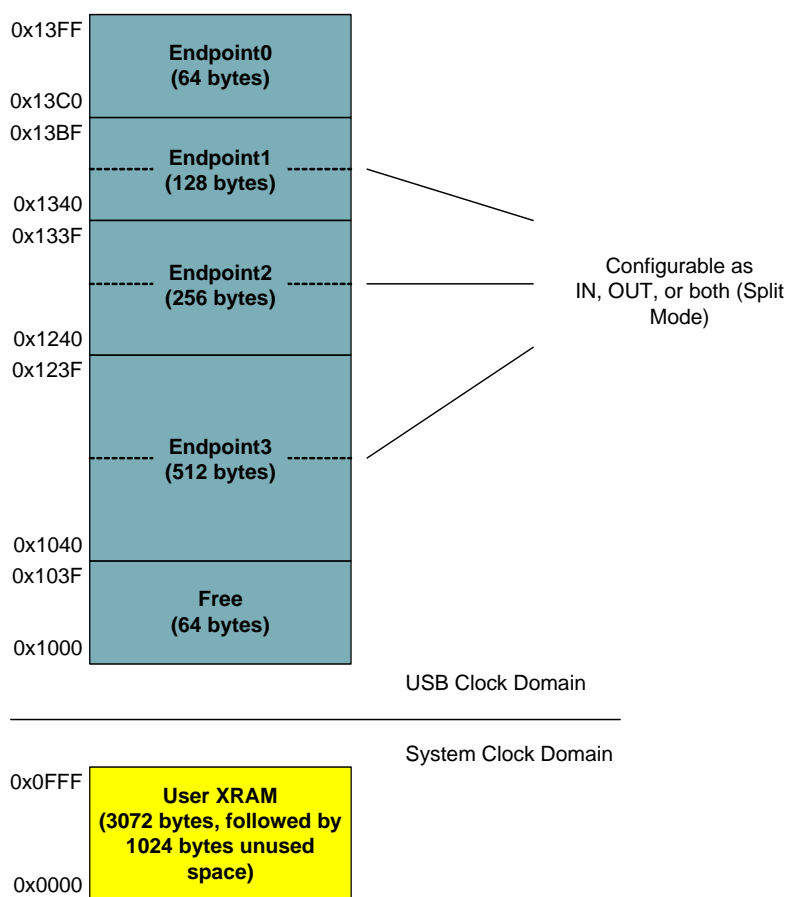 0x13FF
Endpoint0
(64 bytes)
0x13C0
0x13BF
Endpoint1
(128 bytes)
0x1340
0x133F
Endpoint2
(256 bytes)
Configurable as
IN, OUT, or both (Split
Mode)
0x1240
0x123F
Endpoint3
(512 bytes)
0x1040
0x103F
Free
(64 bytes)
0x1000
USB Clock Domain
System Clock Domain
0x0FFF
User XRAM
(3072 bytes, followed by
1024 bytes unused
space)
0x0000